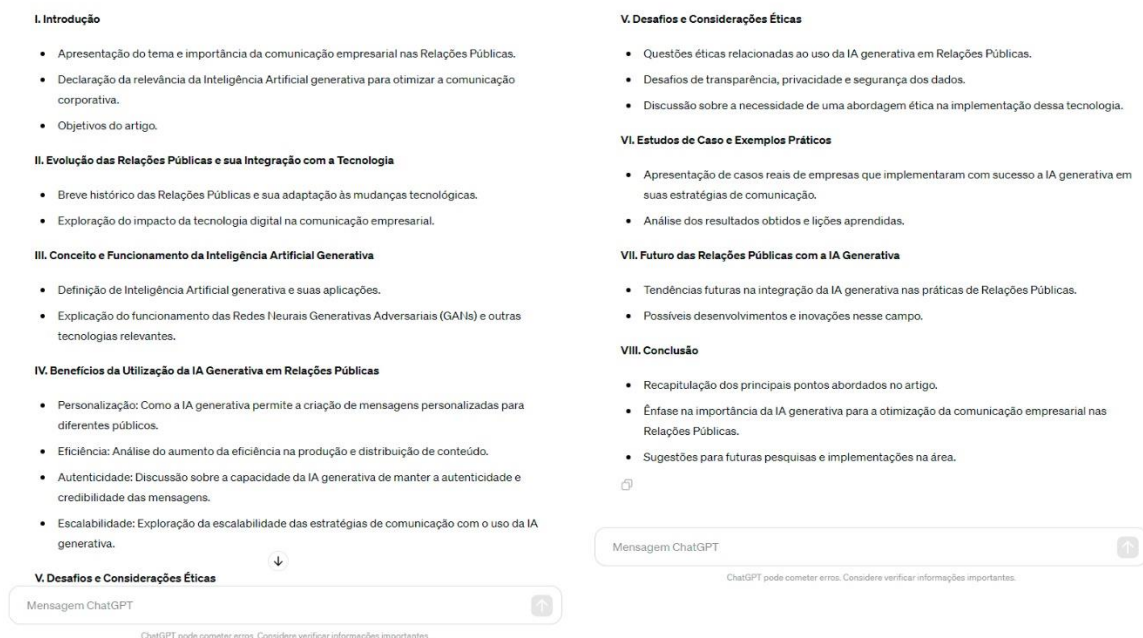 I. Introdução
Apresentação do tema e importância da comunicação empresarial nas Relações Públicas.
Declaração da relevância da Inteligência Artificial generativa para otimizar a comunicação
corporativa.
Objetivos do artigo.
II. Evolução das Relações Públicas e sua Integração com a Tecnologia
Breve histórico das Relações Públicas e sua adaptação às mudanças tecnológicas.
Exploração do impacto da tecnologia digital na comunicação empresarial.
III. Conceito e Funcionamento da Inteligência Artificial Generativa
Definição de Inteligência Artificial generativa e suas aplicações.
Explicação do funcionamento das Redes Neurais Generativas Adversariais (GANs) e outras
tecnologias relevantes.
IV. Benefícios da Utilização da IA Generativa em Relações Públicas
Personalização: Como a IA generativa permite a criação de mensagens personalizadas para
diferentes públicos.
Eficiência: Análise do aumento da eficiência na produção e distribuição de conteúdo.
Autenticidade: Discussão sobre a capacidade da IA generativa de manter a autenticidade e
credibilidade das mensagens.
Escalabilidade: Exploração da escalabilidade das estratégias de comunicação com o uso da IA
generativa.
V. Desafios e Considerações Éticas
Mensagem ChatGPT
ChatGPT pode cometer erros. Considere verificar informações importantes.
V. Desafios e Considerações Éticas
Questões éticas relacionadas ao uso da IA generativa em Relações Públicas.
Desafios de transparência, privacidade e segurança dos dados.
Discussão sobre a necessidade de uma abordagem ética na implementação dessa tecnologia.
VI. Estudos de Caso e Exemplos Práticos
Apresentação de casos reais de empresas que implementaram com sucesso a IA generativa em
suas estratégias de comunicação.
Análise dos resultados obtidos e lições aprendidas.
VII. Futuro das Relações Públicas com a IA Generativa
Tendências futuras na integração da IA generativa nas práticas de Relações Públicas.
Possíveis desenvolvimentos e inovações nesse campo.
VIII. Conclusão
Recapitulação dos principais pontos abordados no artigo.
Ênfase na importância da IA generativa para a otimização da comunicação empresarial nas
Relações Públicas.
Sugestões para futuras pesquisas e implementações na área.
Mensagem ChatGPT
ChatGPT pode cometer erros. Considere verificar informações importantes.